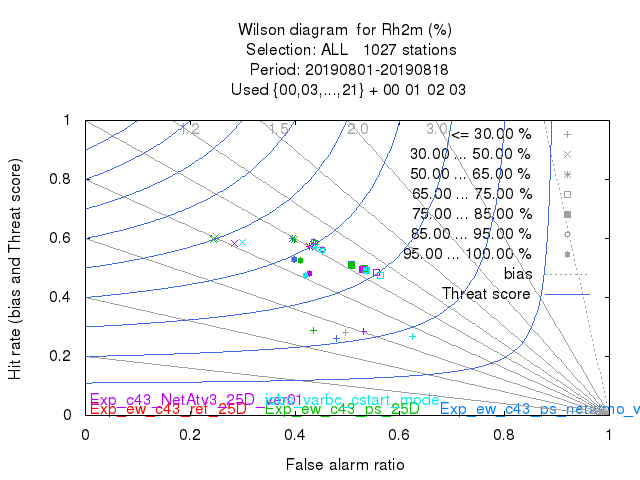 Wilson diagram for Rh2m (%)
Selection: ALL 1027 stations
Period: 20190801-20190818
Used {00,03,...,21} + 00 01 02 03
1.2 1.5 2.0 3.0
<= 30.00 %
30.00 ... 50.00 %
50.00 ... 65.00 %
65.00 ... 75.00 %
75.00 ... 85.00 %
85.00 ... 95.00 %
95.00 ... 100.00 %
bias
Threat score
1
0.8
0.6
0.4
0.2
0
Hit rate (bias and Threat score)
Exp_c43_NetAtv3_25D_ver01
varbc_cstart_mode
Exp_ew_c43_ref_25D
Exp_ew_c43_ps_25D
0 0.2 0.4 0.6 0.8 1
False alarm ratio